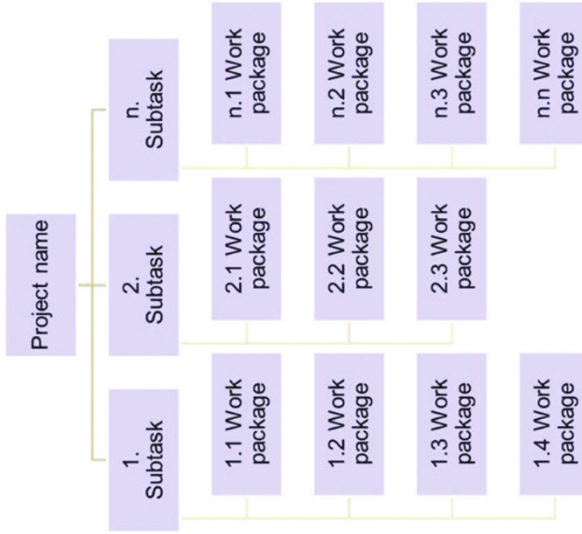 Project name
1.
Subtask
2.
Subtask
n.
Subtask
1.1 Work
package
2.1 Work
package
n.1 Work
package
1.2 Work
package
2.2 Work
package
n.2 Work
package
1.3 Work
package
2.3 Work
package
n.3 Work
package
1.4 Work
package
n.n Work
package